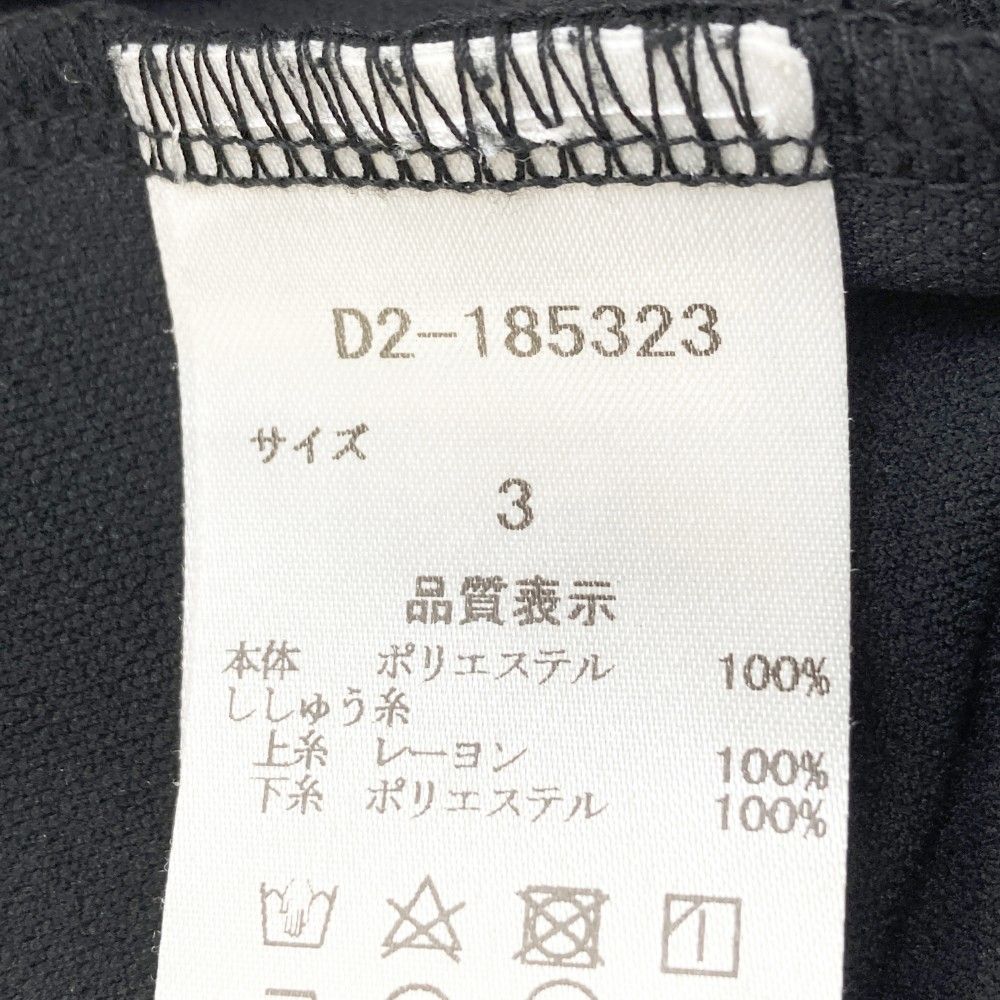 D2-185323
サイズ
3
品質表示
本体 ポリエステル 100%
ししゅう糸
上糸 レーヨン 100%
下糸 ポリエステル 100%